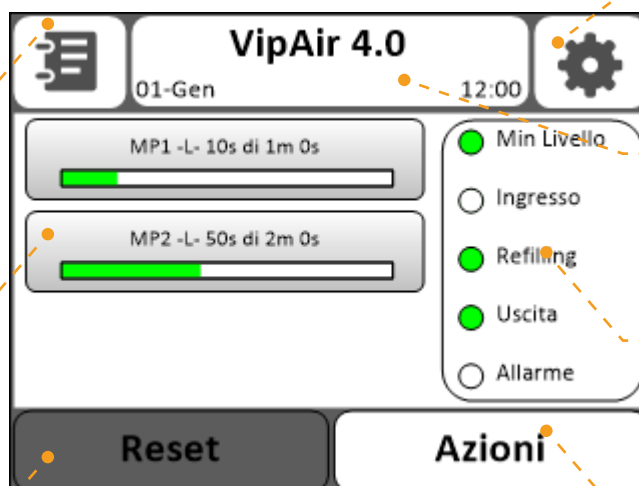 VipAir 4.0
01-Gen 12:00
MP1 -L- 10s di 1m 0s
MP2 -L- 50s di 2m 0s
Min Livello
Ingresso
Refilling
Uscita
Allarme
Reset
Azioni